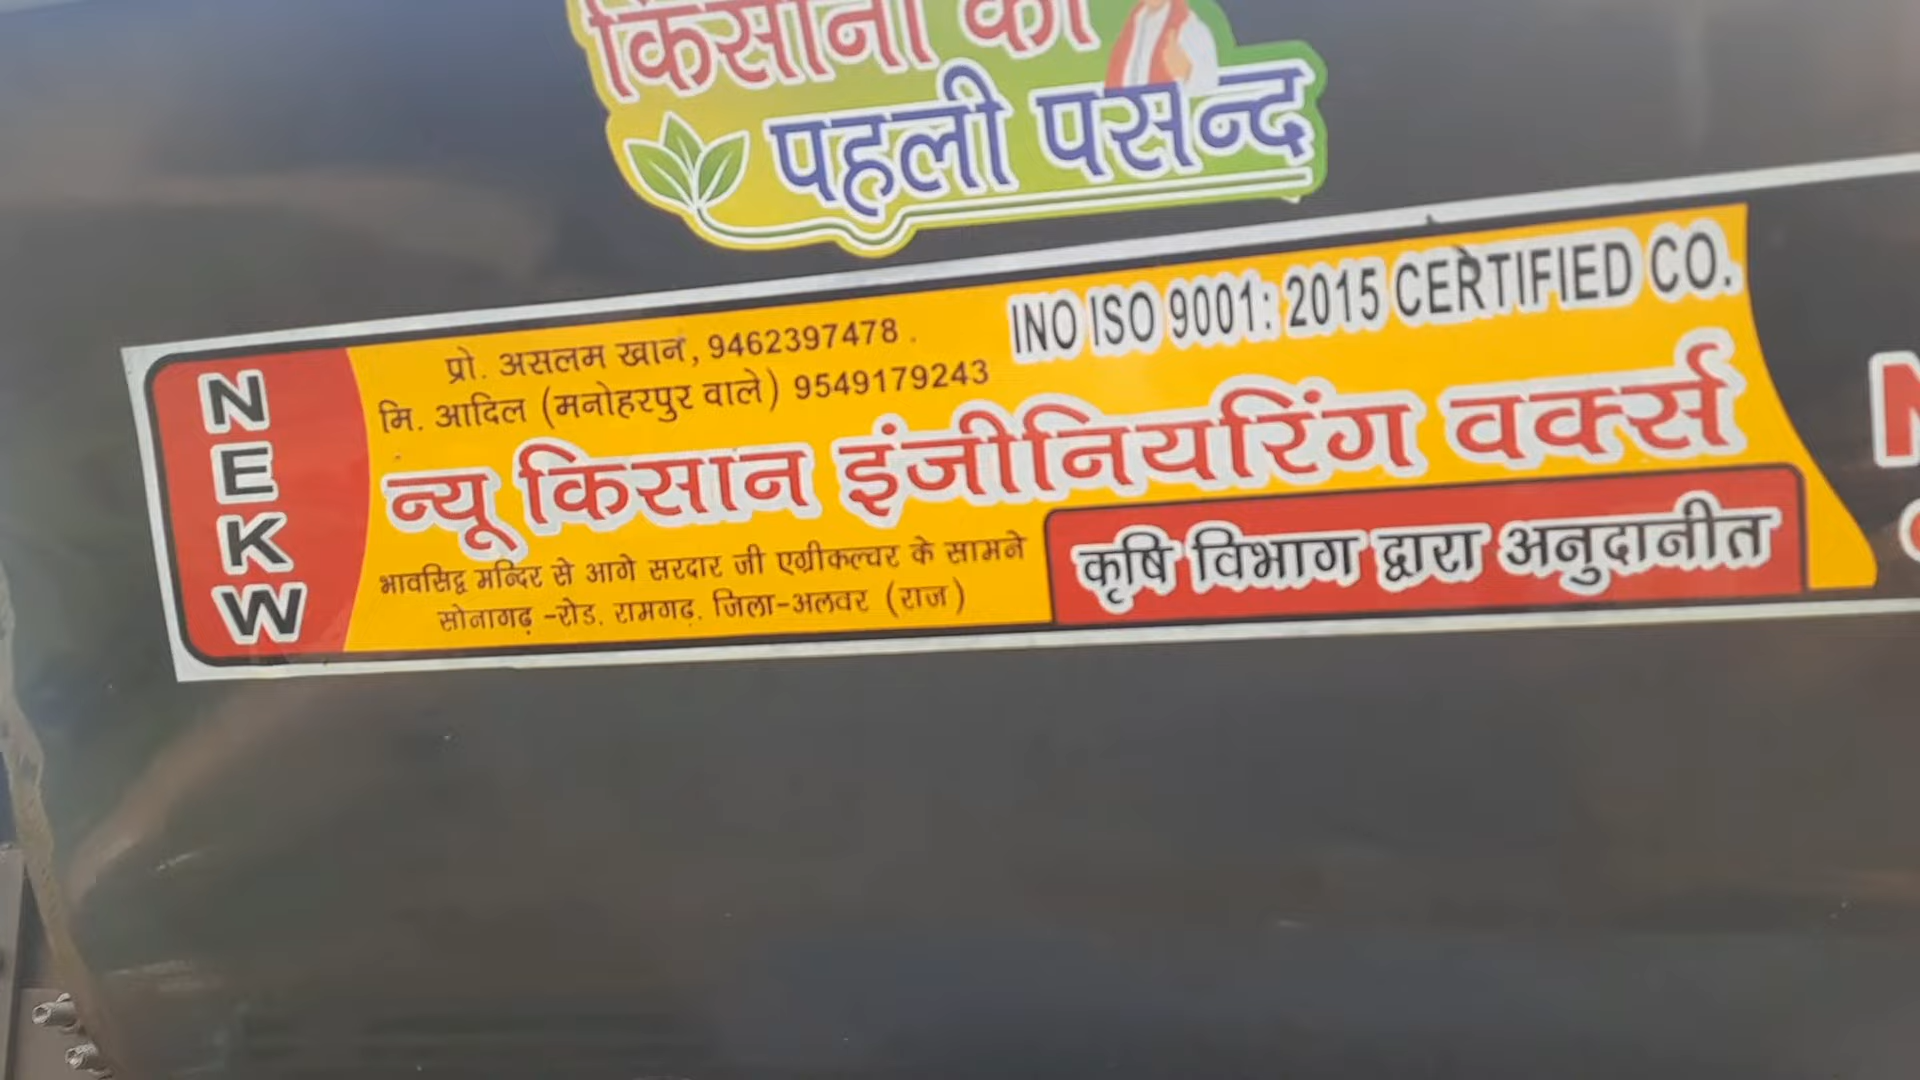 किसानों की
पहली पसन्द
INO ISO 9001: 2015 CERTIFIED CO.
प्रो. असलम खान, 9462397478
मि. आदिल (मनोहरपुर वाले) 9549179243
NEKW
न्यू किसान इंजीनियरिंग वर्क्स
भावसिद्व मन्दिर से आगे सरदार जी एग्रीकल्चर के सामने
सोनागढ़ -रोड, रामगढ़, जिला-अलवर (राज)
कृषि विभाग द्वारा अनुदानीत